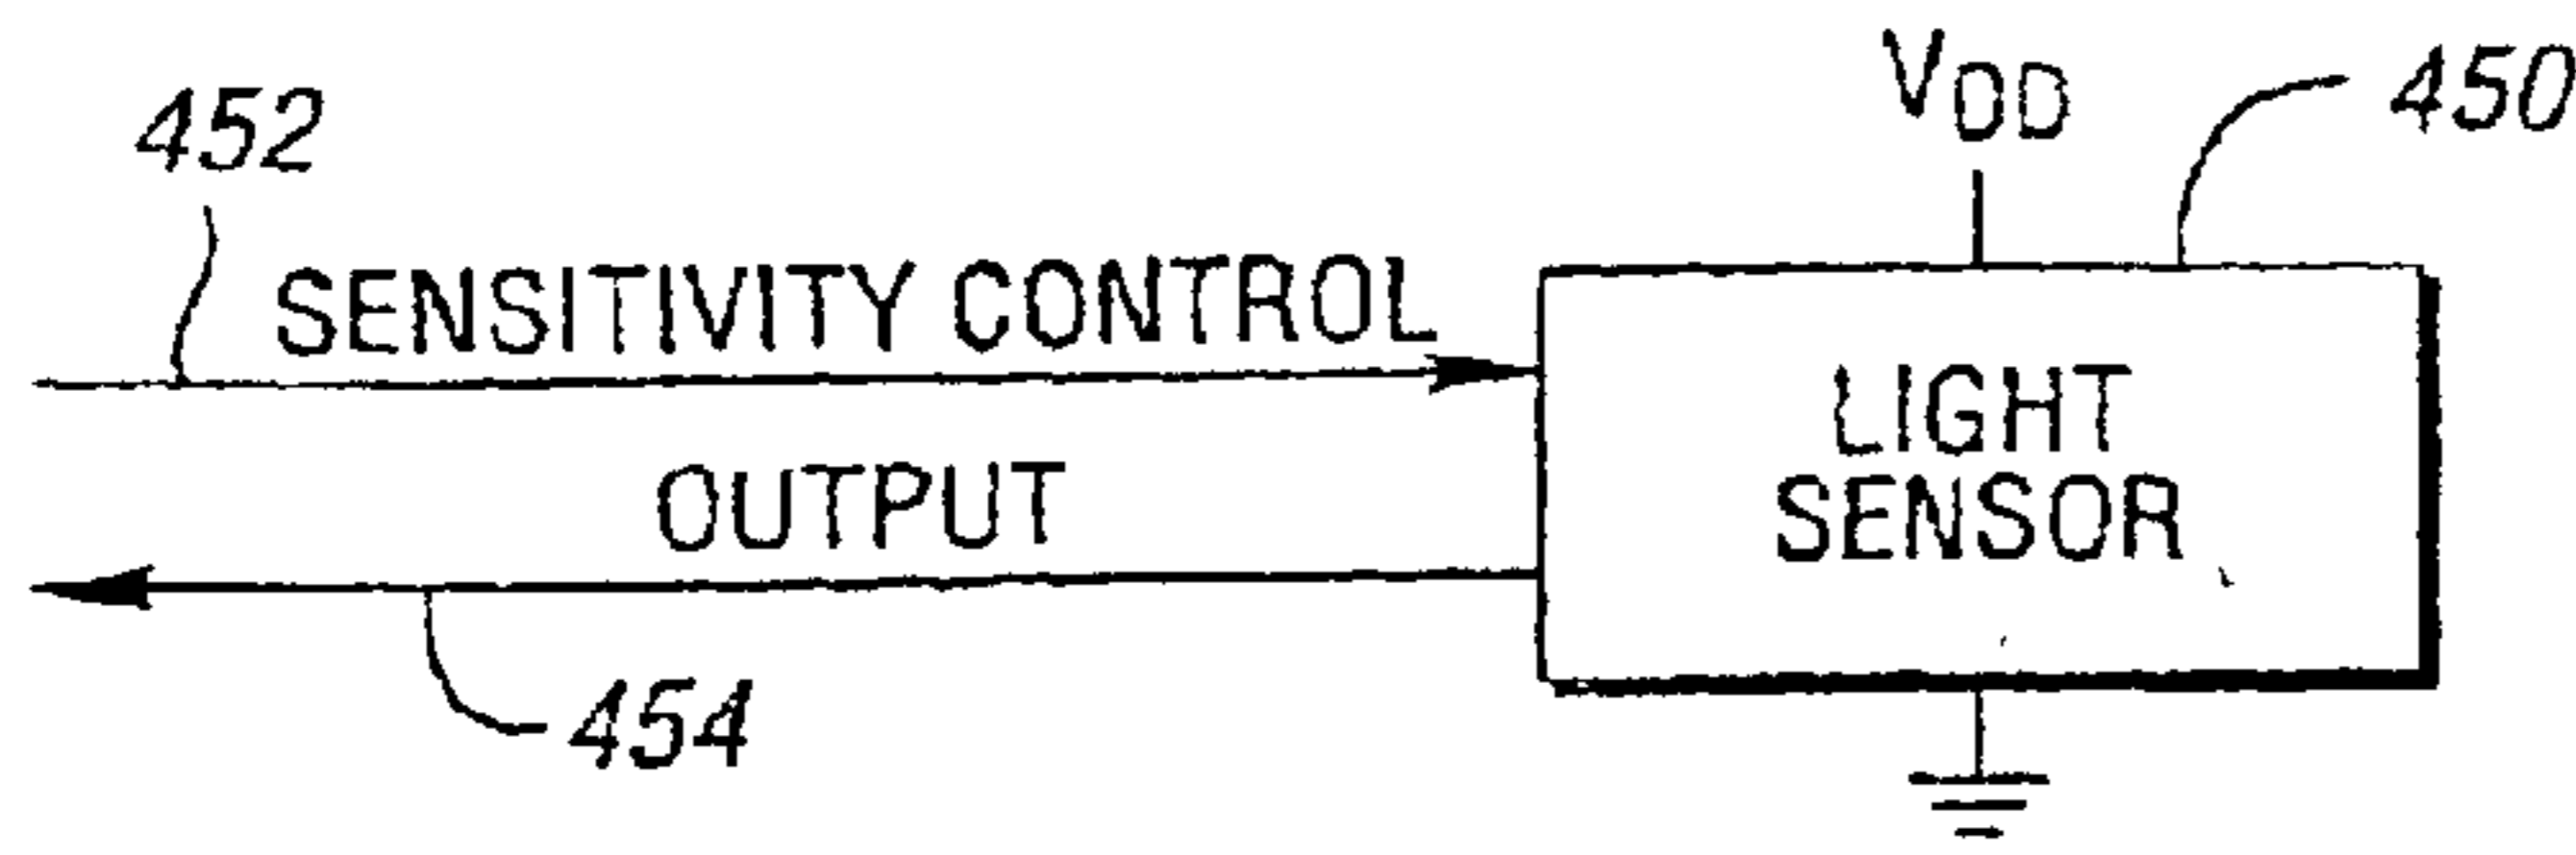 452
SENSITIVITY CONTROL
OUTPUT
454
VDD
450
LIGHT
SENSOR